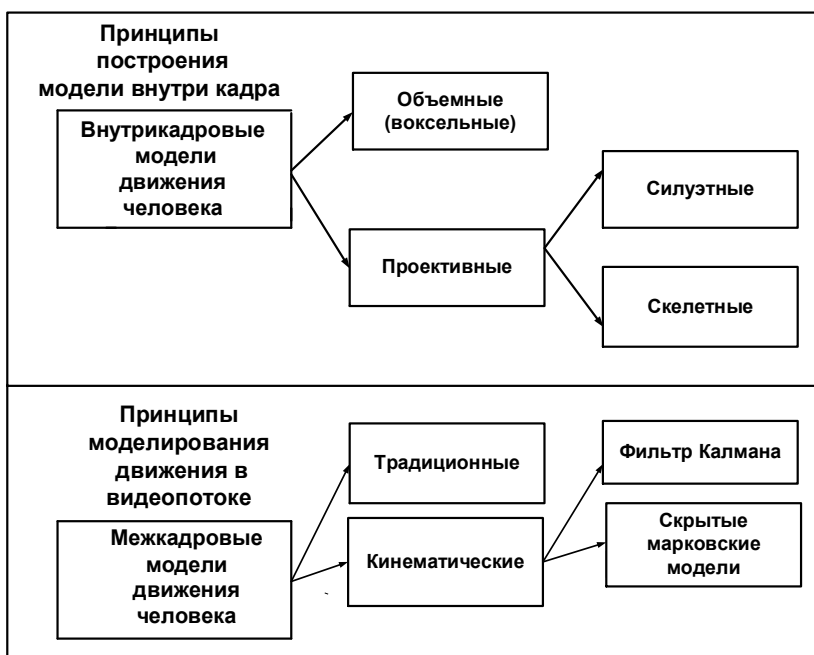 Принципы
построения
модели внутри кадра
Внутрикадровые
модели
движения
человека
Объемные
(воксельные)
Проективные
Силуэтные
Скелетные
Принципы
моделирования
движения в
видеопотоке
Межкадровые
модели
движения
человека
Традиционные
Кинематические
Фильтр Калмана
Скрытые
марковские
модели